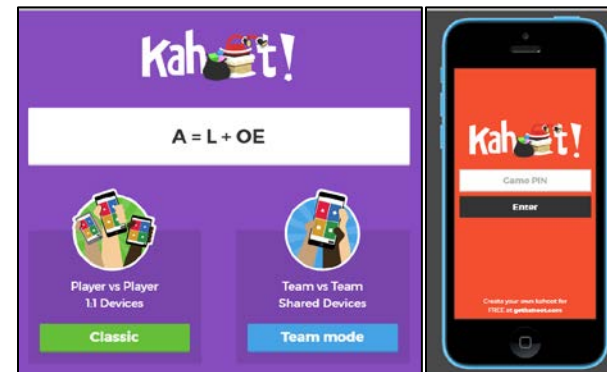 Kahoot!
A = L + OE
Player vs Player
1:1 Devices
Classic
Team vs Team
Shared Devices
Team mode
Kahoot!
Game PIN
Enter
Create your own kahoot for
FREE at getkahoot.com